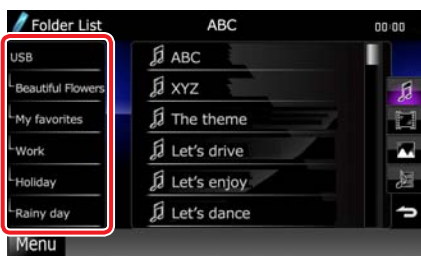 Folder List ABC 00:00
USB
Beautiful Flowers
My favorites
Work
Holiday
Rainy day
ABC
XYZ
The theme
Let's drive
Let's enjoy
Let's dance
Menu